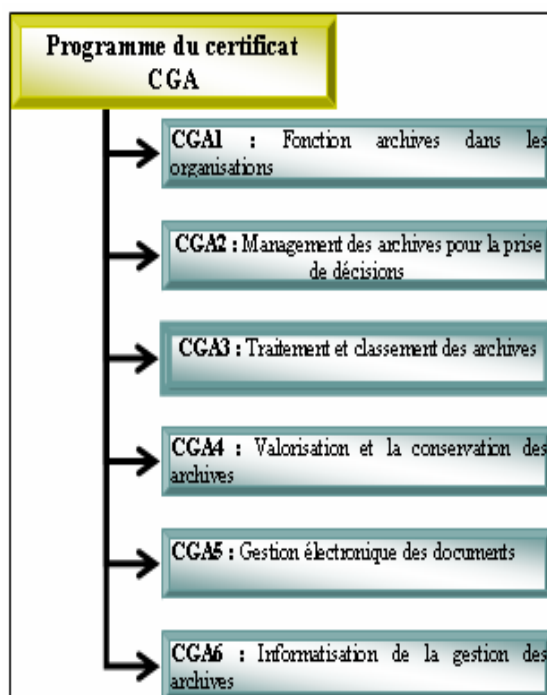 Programme du certificat
CGA
CGA1 : Fonction archives dans les
organisations
CGA2 : Management des archives pour la prise
de décisions
CGA3 : Traitement et classement des archives
CGA4 : Valorisation et la conservation des
archives
CGA5 : Gestion électronique des documents
CGA6 : Informatisation de la gestion des
archives